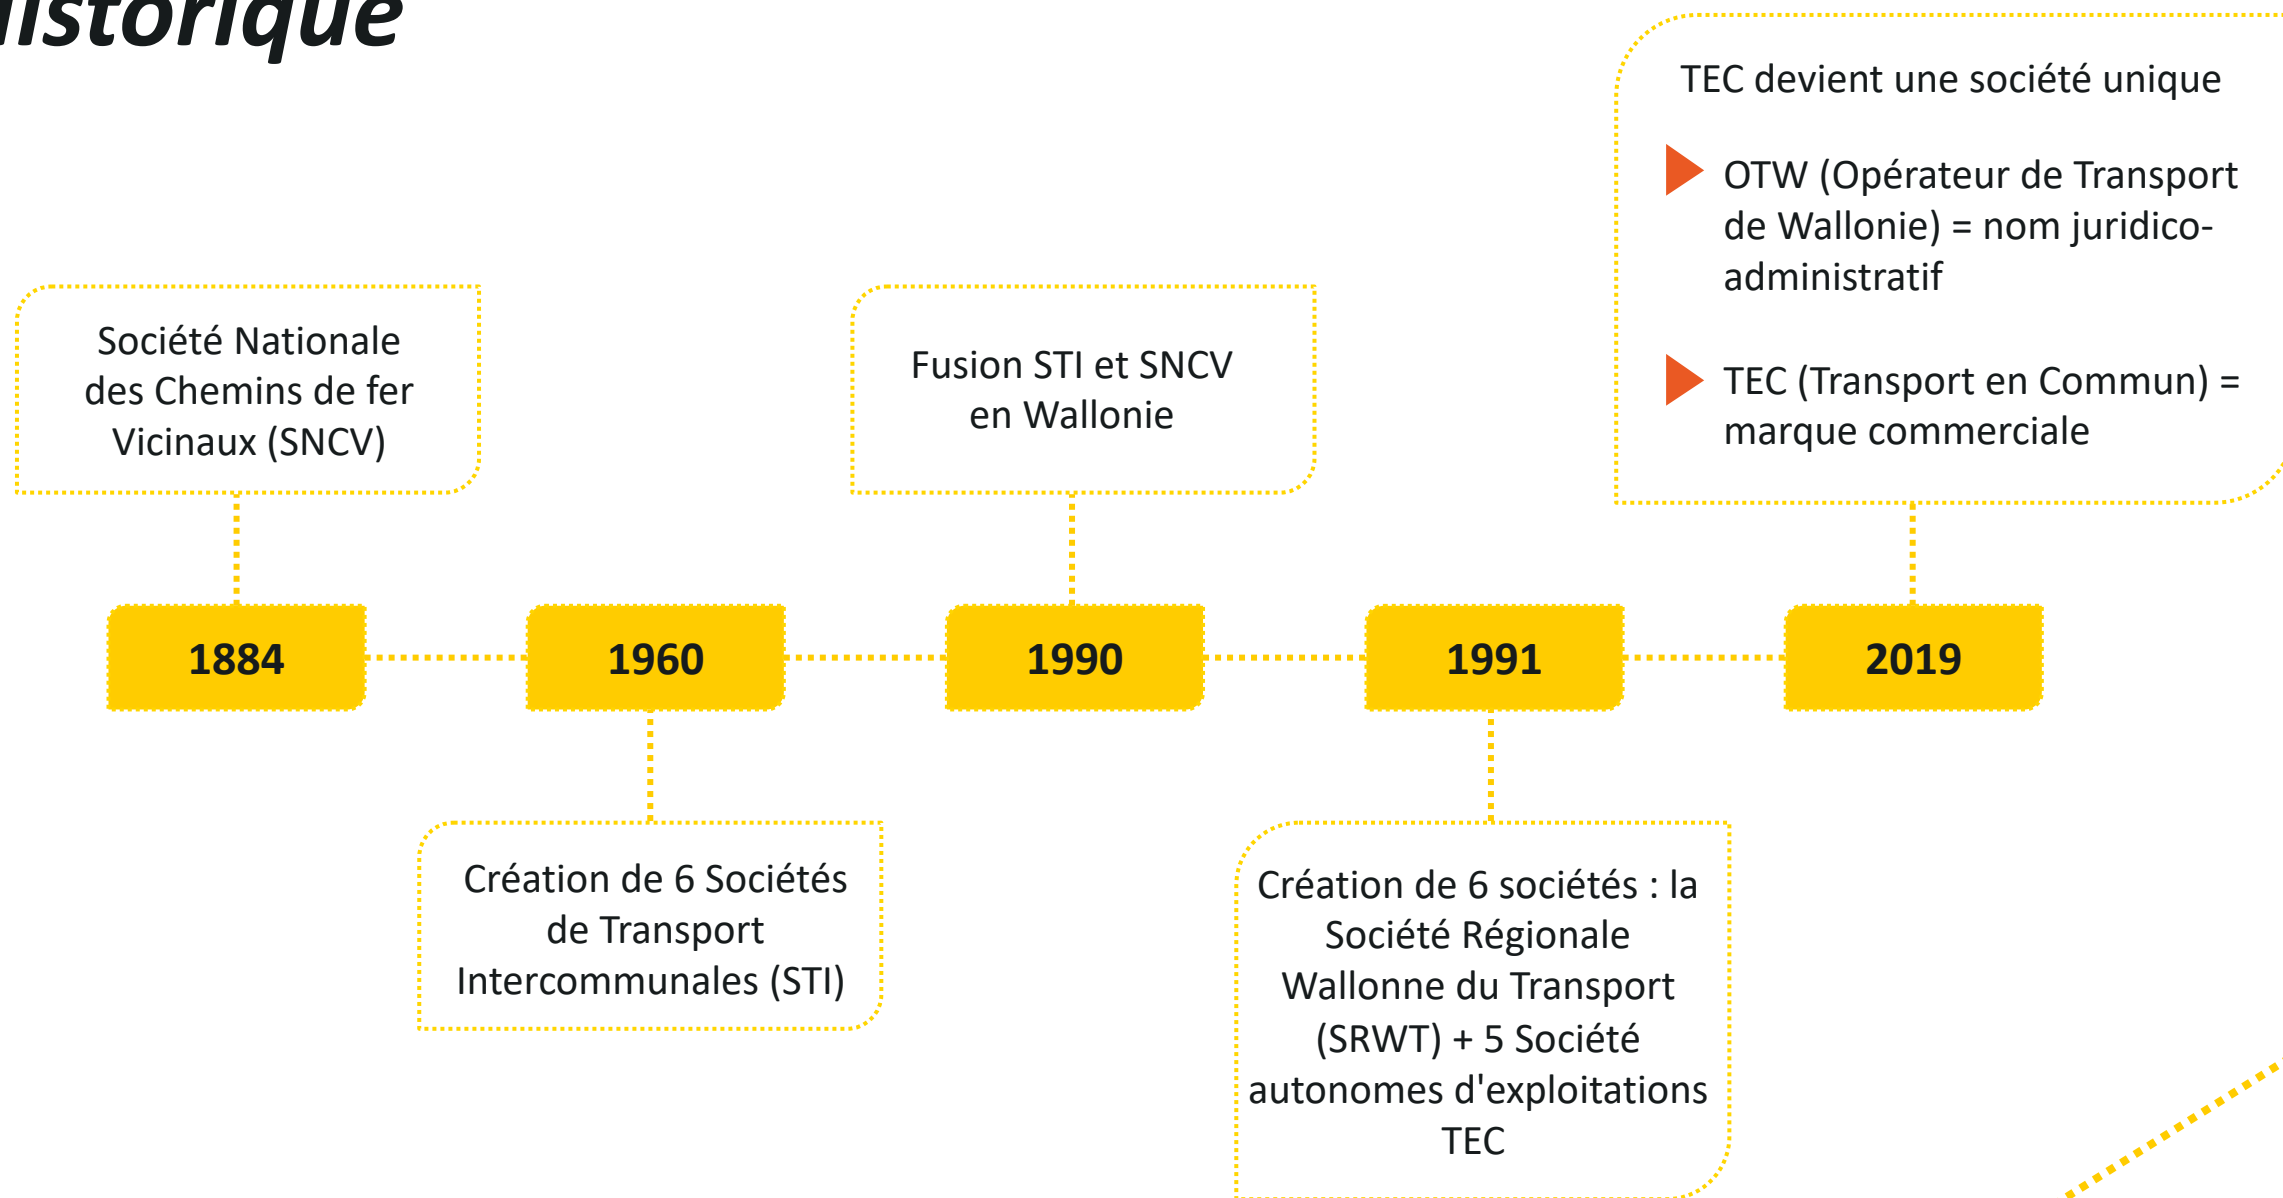 Historique
TEC devient une société unique
OTW (Opérateur de Transport
de Wallonie) = nom juridico-
administratif
TEC (Transport en Commun) =
marque commerciale
Société Nationale
des Chemins de fer
Vicinaux (SNCV)
Fusion STI et SNCV
en Wallonie
1884
1960
1990
1991
2019
Création de 6 Sociétés
de Transport
Intercommunales (STI)
Création de 6 sociétés : la
Société Régionale
Wallonne du Transport
(SRWT) + 5 Société
autonomes d'exploitations
TEC